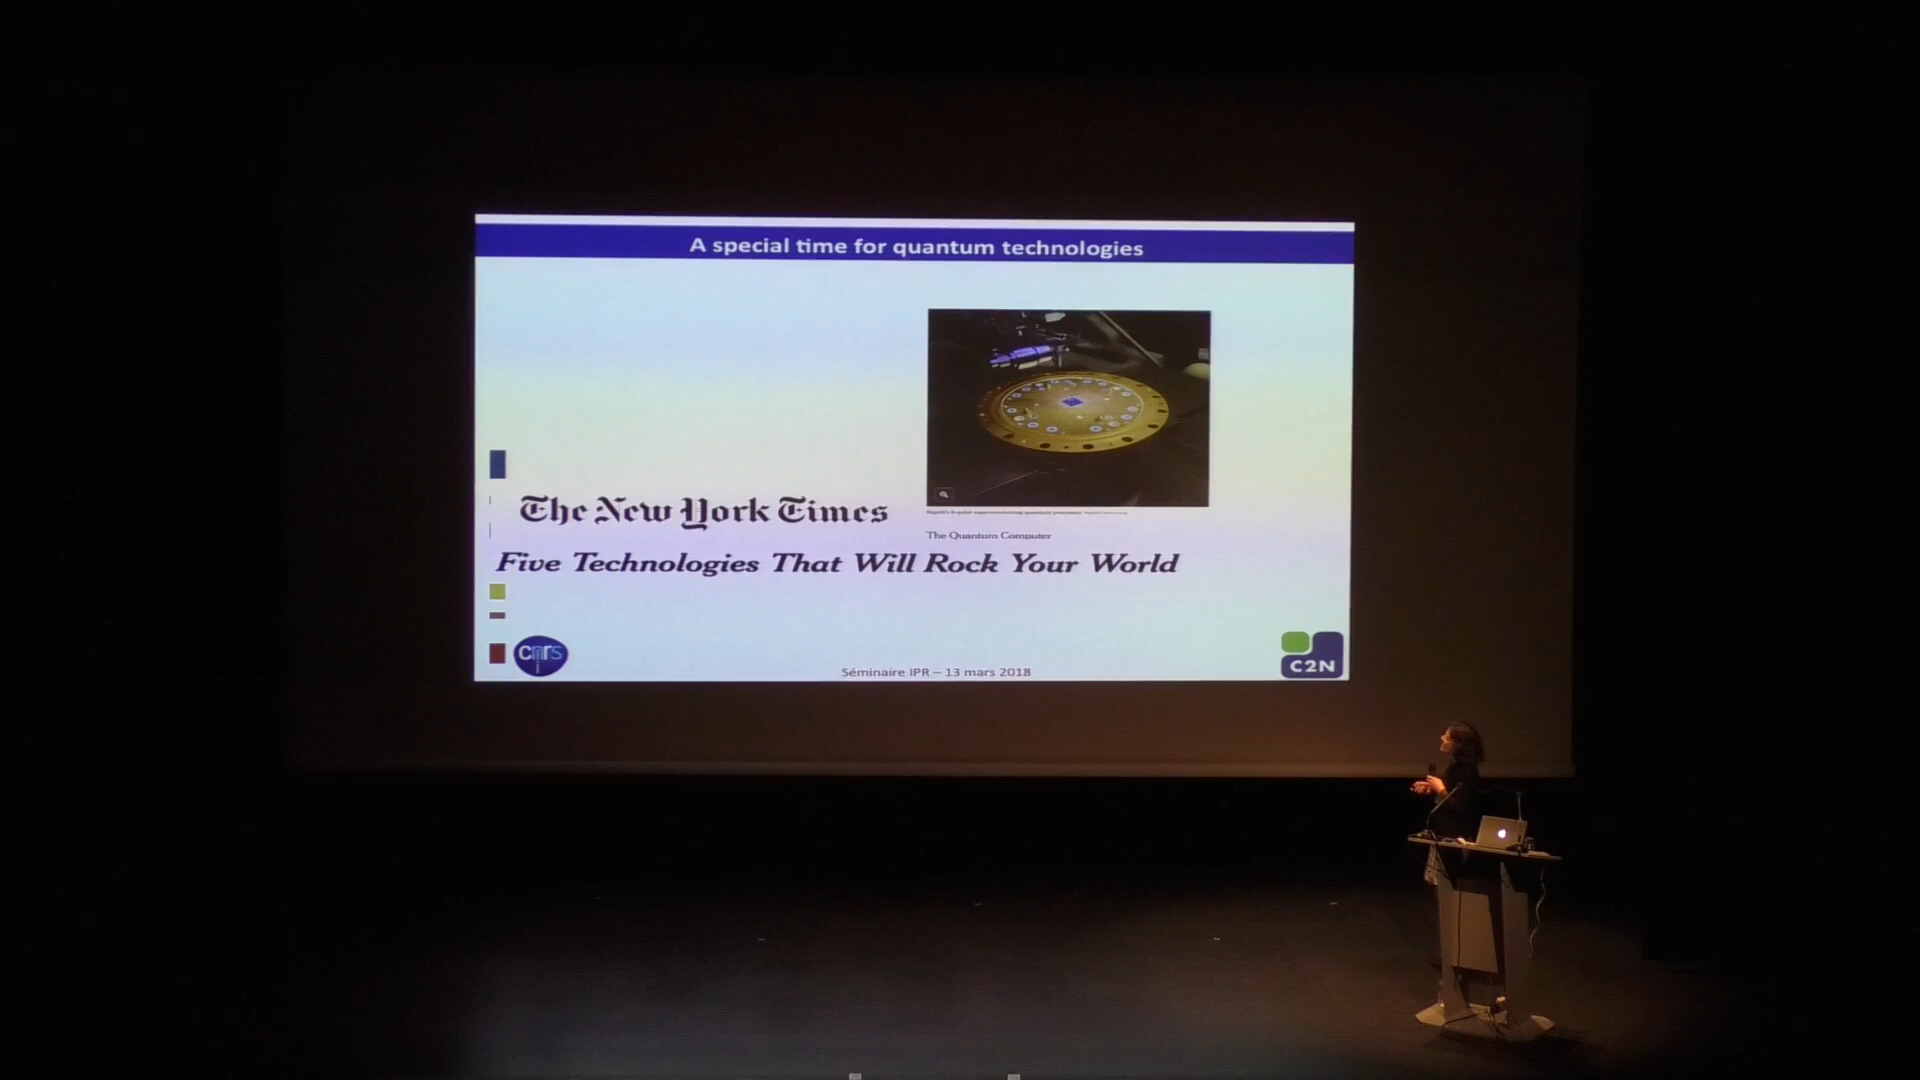 A special time for quantum technologies
The New York Times
The Quantum Computer
Five Technologies That Will Rock Your World
cnrs
Séminaire IPR – 13 mars 2018
C2N